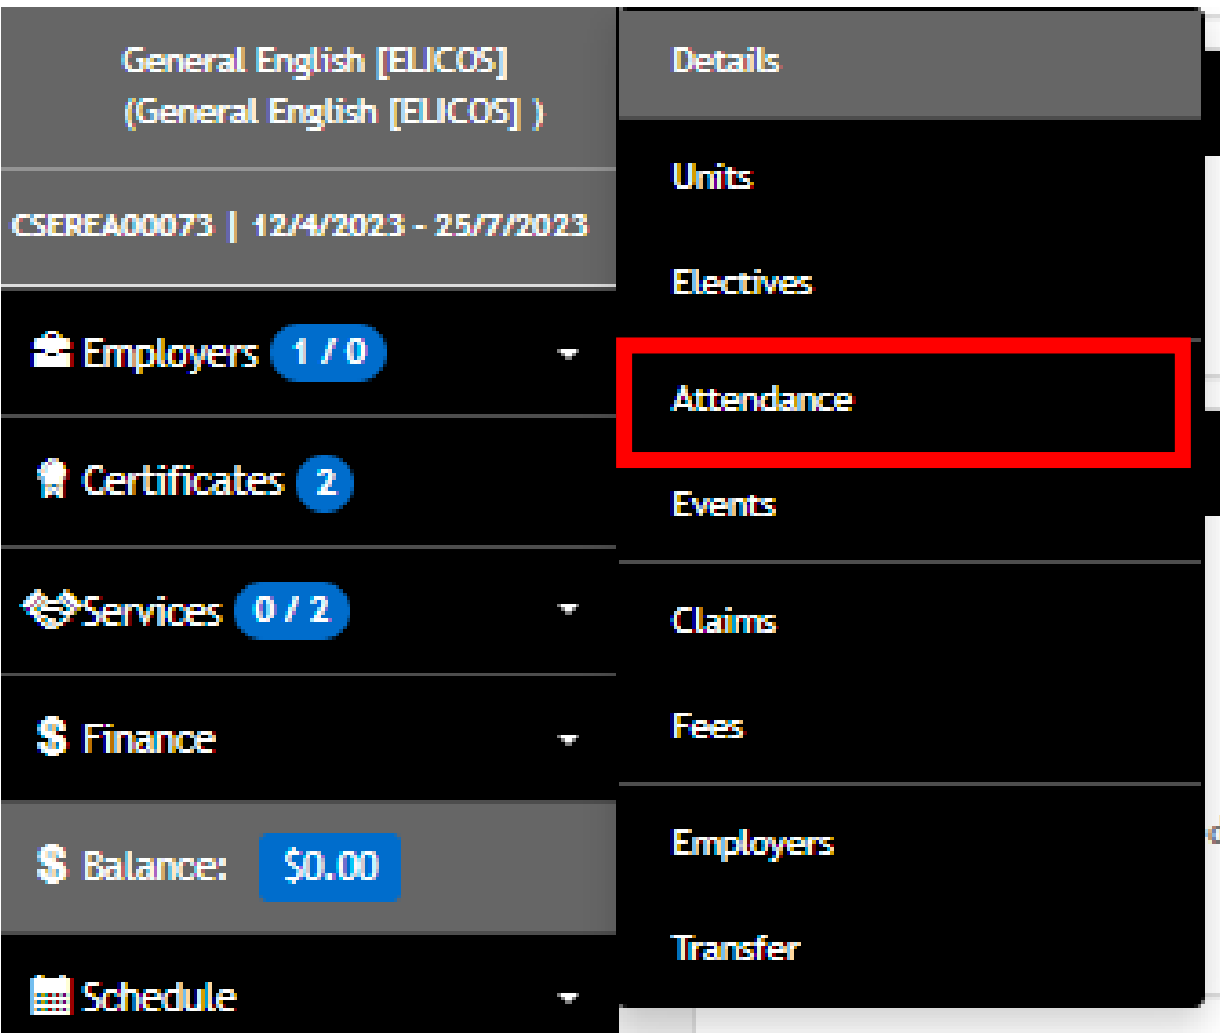 General English [ELICOS]
(General English [ELICOS] )
CSEREA00073 | 12/4/2023 - 25/7/2023
Employers 1 / 0
Certificates 2
Services 0 / 2
Finance
Balance: $0.00
Schedule
Details
Units
Electives
Attendance
Events
Claims
Fees
Employers
Transfer